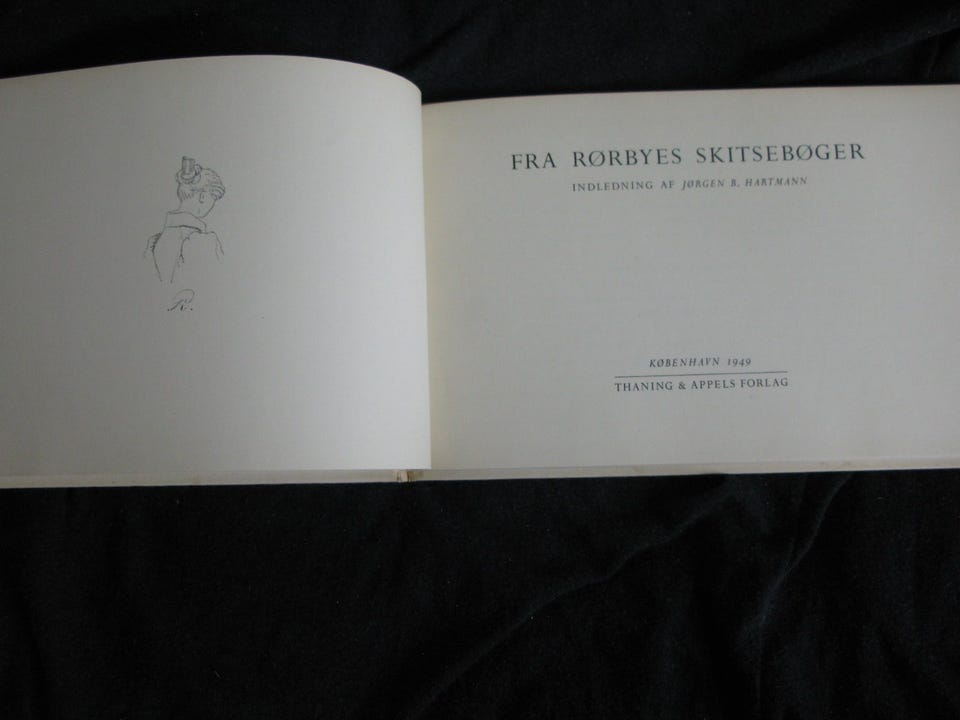 R.
FRA RØRBYES SKITSEBØGER
INDLEDNING AF JØRGEN B. HARTMANN
KØBENHAVN 1949
THANING & APPELS FORLAG